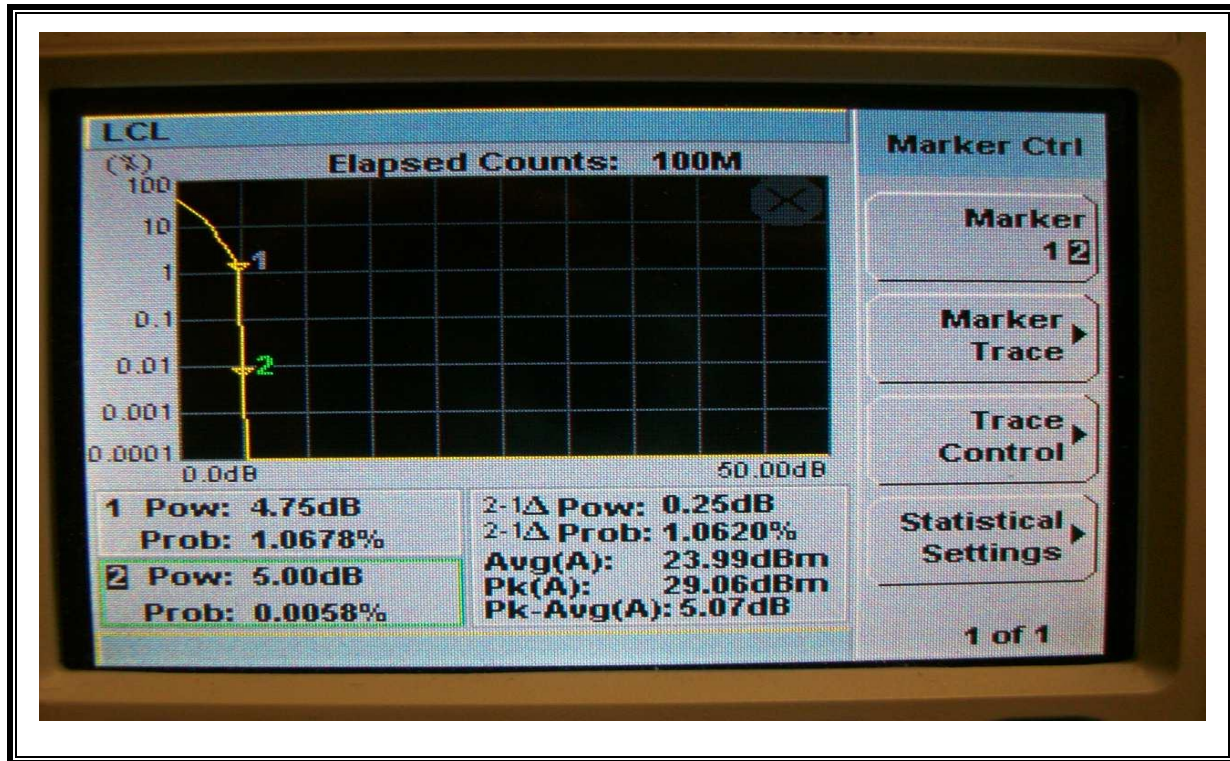 LCL
(%)
Elapsed Counts: 100M
100
10
1
0.1
0.01
0.001
0.0001
1
2
0.0dB
50.00dB
1 Pow: 4.75dB
Prob: 1.0678%
2 Pow: 5.00dB
Prob: 0.0058%
2-1Δ Pow: 0.25dB
2-1Δ Prob: 1.0620%
Avg(A): 23.99dBm
Pk(A): 29.06dBm
Pk-Avg(A): 5.07dB
Marker Ctrl
Marker
1 2
Marker
Trace
Trace
Control
Statistical
Settings
1 of 1